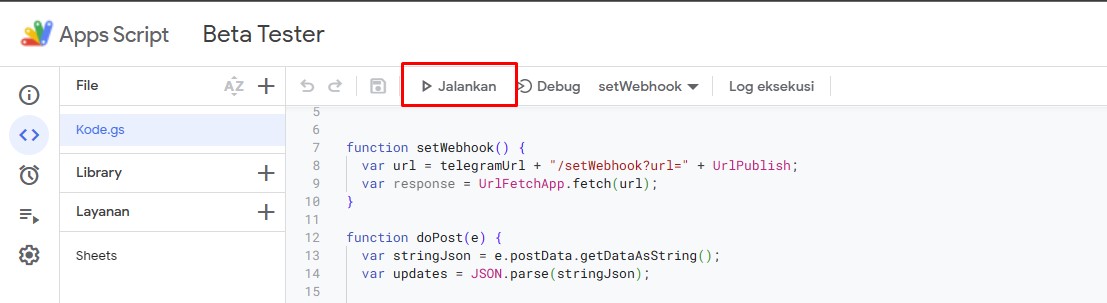 Apps Script Beta Tester
File AZ
Jalankan Debug setWebhook Log eksekusi
Kode.gs
Library
Layanan
Sheets
5
6
7 function setWebhook() {
8 var url = telegramUrl + "/setWebhook?url=" + UrlPublish;
9 var response = UrlFetchApp.fetch(url);
10 }
11
12 function doPost(e) {
13 var stringJson = e.postData.getDataAsString();
14 var updates = JSON.parse(stringJson);
15